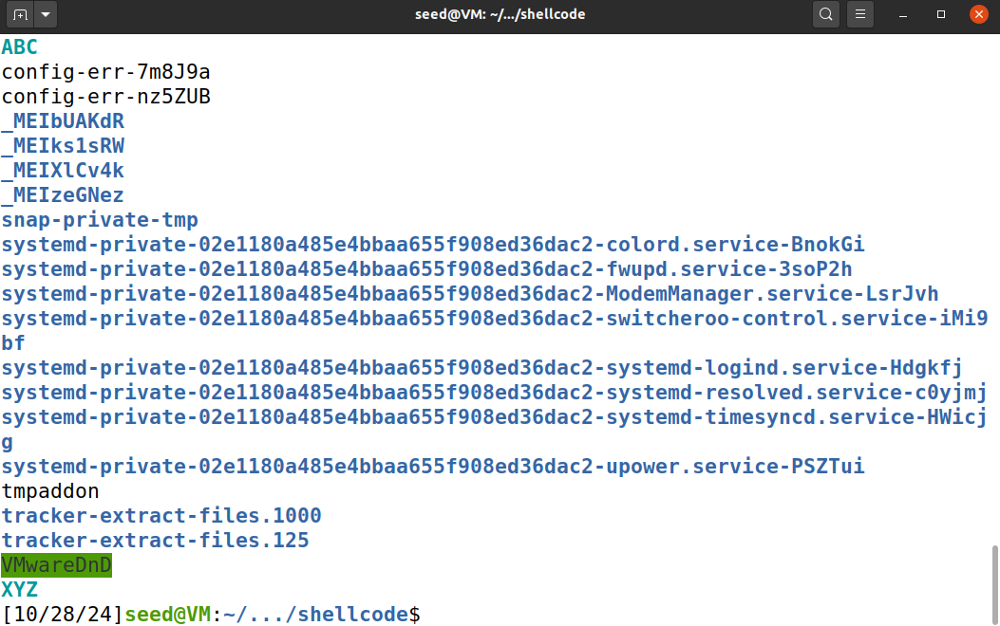 seed@VM: ~/.../shellcode
ABC
config-err-7m8J9a
config-err-nz5ZUB
_MEIbUAKdR
_MEIks1sRW
_MEIXlCv4k
_MEIzeGNez
snap-private-tmp
systemd-private-02e1180a485e4bbaa655f908ed36dac2-colord.service-BnokGi
systemd-private-02e1180a485e4bbaa655f908ed36dac2-fwupd.service-3soP2h
systemd-private-02e1180a485e4bbaa655f908ed36dac2-ModemManager.service-LsrJvh
systemd-private-02e1180a485e4bbaa655f908ed36dac2-switcheroo-control.service-iMi9
bf
systemd-private-02e1180a485e4bbaa655f908ed36dac2-systemd-logind.service-Hdgkfj
systemd-private-02e1180a485e4bbaa655f908ed36dac2-systemd-resolved.service-c0yjmj
systemd-private-02e1180a485e4bbaa655f908ed36dac2-systemd-timesyncd.service-HWicj
g
systemd-private-02e1180a485e4bbaa655f908ed36dac2-upower.service-PSZTui
tmpaddon
tracker-extract-files.1000
tracker-extract-files.125
VMwareDnD
XYZ
[10/28/24]seed@VM:~/.../shellcode$